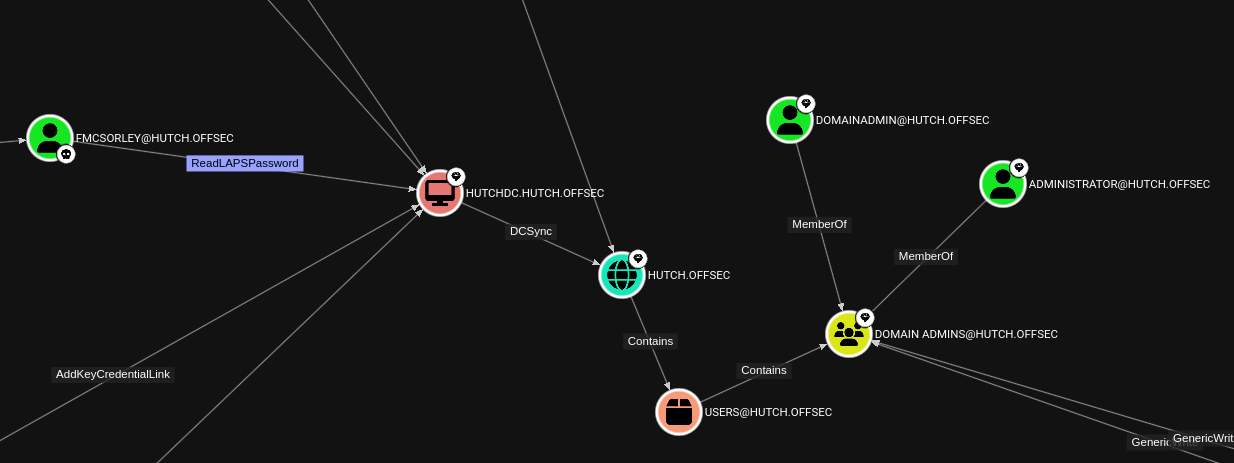 DOMAINADMIN@HUTCH.OFFSEC
FMCSORLEY@HUTCH.OFFSEC
ReadLAPSPassword
ADMINISTRATOR@HUTCH.OFFSEC
HUTCHDC.HUTCH.OFFSEC
MemberOf
DCSync
MemberOf
HUTCH.OFFSEC
DOMAIN ADMINS@HUTCH.OFFSEC
Contains
Contains
AddKeyCredentialLink
USERS@HUTCH.OFFSEC
GenericWrit